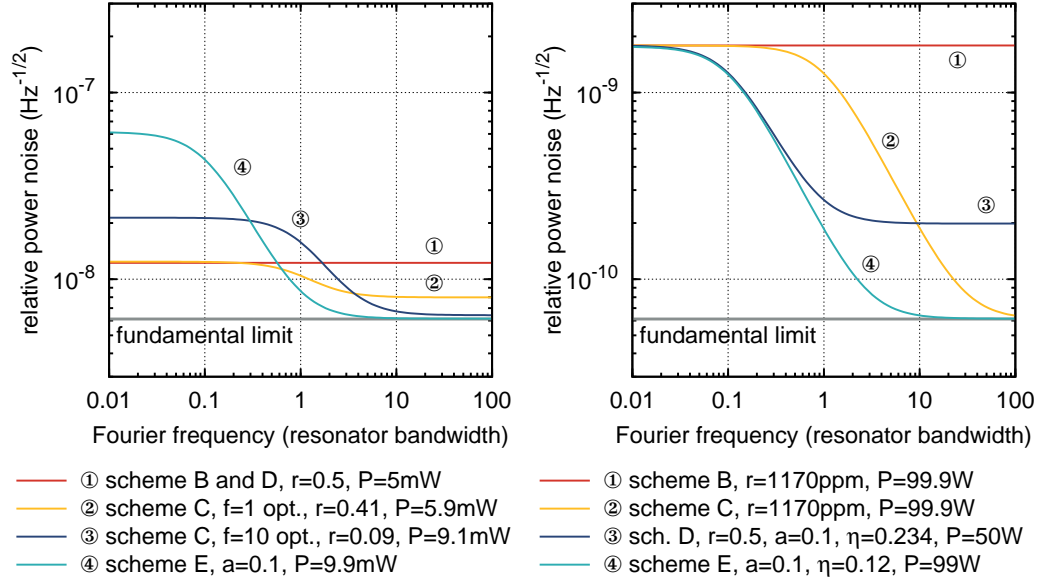 relative power noise (Hz^-1/2)
10^-7
10^-8
④
③
①
②
fundamental limit
0.01 0.1 1 10 100
Fourier frequency (resonator bandwidth)
① scheme B and D, r=0.5, P=5mW
② scheme C, f=1 opt., r=0.41, P=5.9mW
③ scheme C, f=10 opt., r=0.09, P=9.1mW
④ scheme E, a=0.1, P=9.9mW
relative power noise (Hz^-1/2)
10^-9
10^-10
①
②
③
④
fundamental limit
0.01 0.1 1 10 100
Fourier frequency (resonator bandwidth)
① scheme B, r=1170ppm, P=99.9W
② scheme C, r=1170ppm, P=99.9W
③ sch. D, r=0.5, a=0.1, η=0.234, P=50W
④ scheme E, a=0.1, η=0.12, P=99W